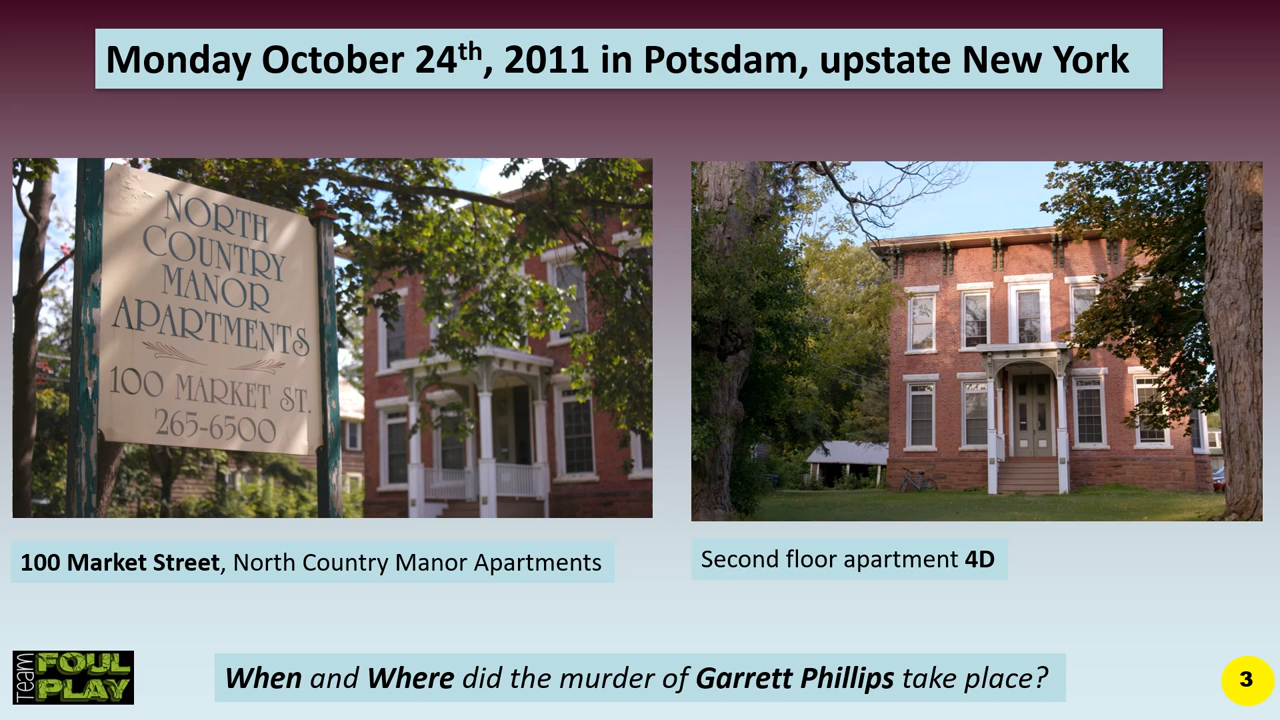 Monday October 24th, 2011 in Potsdam, upstate New York
NORTH
COUNTRY
MANOR
APARTMENTS
100 MARKET ST.
265-6500
100 Market Street, North Country Manor Apartments
Second floor apartment 4D
TEAM
FOUL
PLAY
When and Where did the murder of Garrett Phillips take place?
3